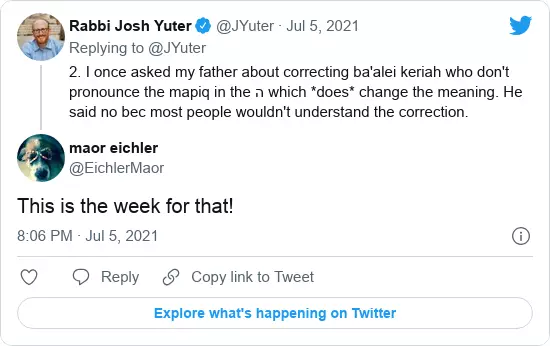 Rabbi Josh Yuter @JYuter · Jul 5, 2021
Replying to @JYuter
2. I once asked my father about correcting ba'alei keriah who don't
pronounce the mapiq in the ה which *does* change the meaning. He
said no bec most people wouldn't understand the correction.
maor eichler
@EichlerMaor
This is the week for that!
8:06 PM · Jul 5, 2021
Reply
Copy link to Tweet
Explore what's happening on Twitter